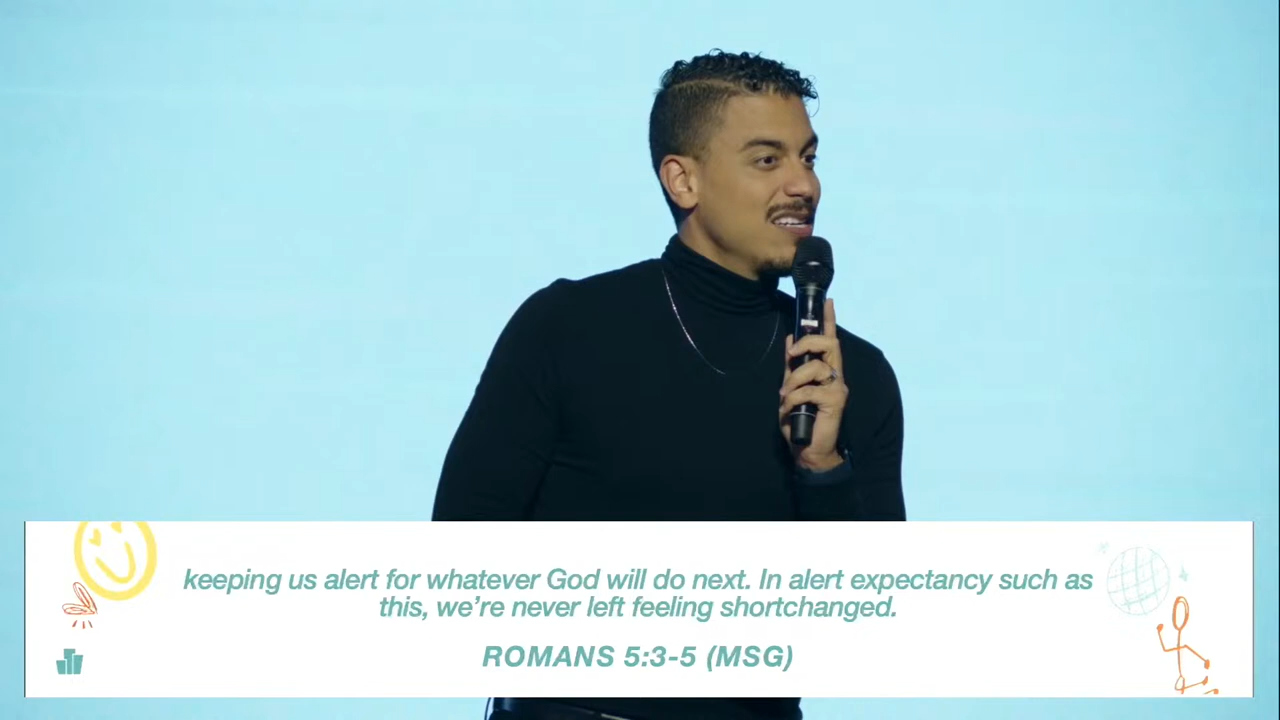 keeping us alert for whatever God will do next. In alert expectancy such as
this, we’re never left feeling shortchanged.
ROMANS 5:3-5 (MSG)